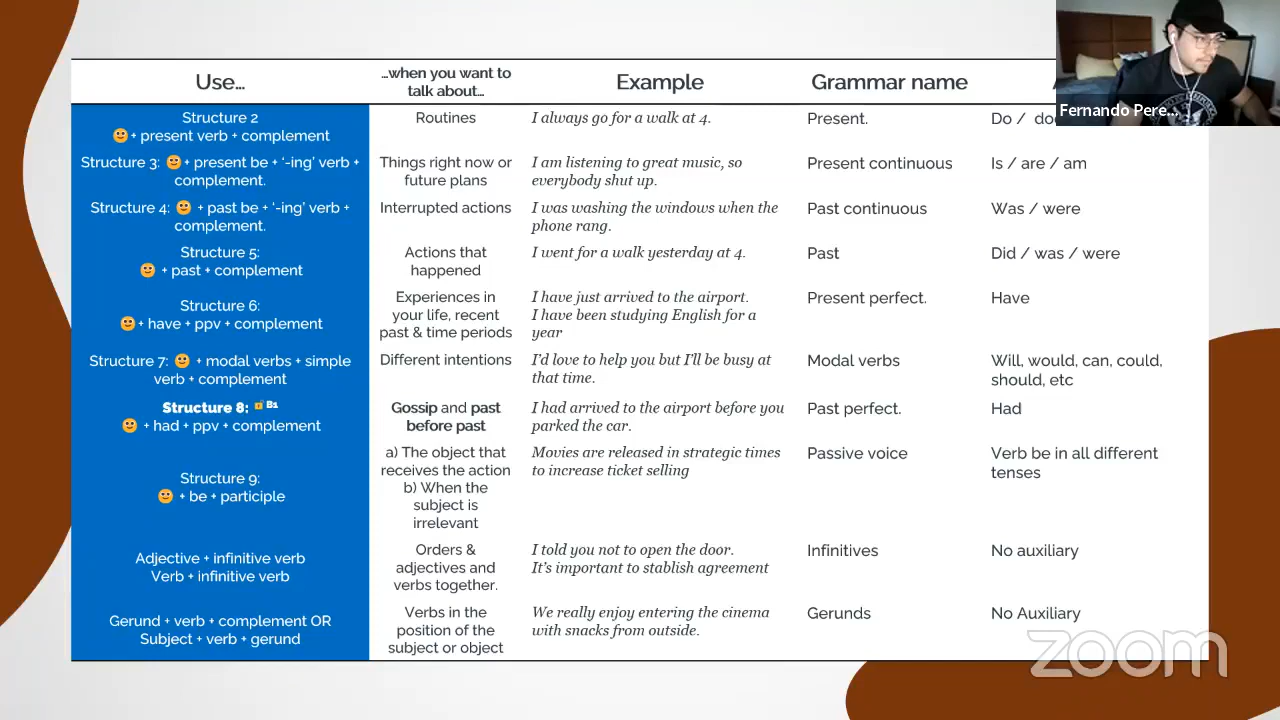 Use...
...when you want to
talk about...
Example
Grammar name
Fernando Pere...
Structure 2
+ present verb + complement
Routines
I always go for a walk at 4.
Present.
Do /
Structure 3: + present be + ‘-ing’ verb +
complement.
Things right now or
future plans
I am listening to great music, so
everybody shut up.
Present continuous
Is / are / am
Structure 4: + past be + ‘-ing’ verb +
complement.
Interrupted actions
I was washing the windows when the
phone rang.
Past continuous
Was / were
Structure 5:
+ past + complement
Actions that
happened
I went for a walk yesterday at 4.
Past
Did / was / were
Structure 6:
+ have + ppv + complement
Experiences in
your life, recent
past & time periods
I have just arrived to the airport.
I have been studying English for a
year
Present perfect.
Have
Structure 7: + modal verbs + simple
verb + complement
Different intentions
I’d love to help you but I’ll be busy at
that time.
Modal verbs
Will, would, can, could,
should, etc
Structure 8: B1
+ had + ppv + complement
Gossip and past
before past
I had arrived to the airport before you
parked the car.
Past perfect.
Had
Structure 9:
+ be + participle
a) The object that
receives the action
b) When the
subject is
irrelevant
Movies are released in strategic times
to increase ticket selling
Passive voice
Verb be in all different
tenses
Adjective + infinitive verb
Verb + infinitive verb
Orders &
adjectives and
verbs together.
I told you not to open the door.
It’s important to stablish agreement
Infinitives
No auxiliary
Gerund + verb + complement OR
Subject + verb + gerund
Verbs in the
position of the
subject or object
We really enjoy entering the cinema
with snacks from outside.
Gerunds
No Auxiliary
zoom